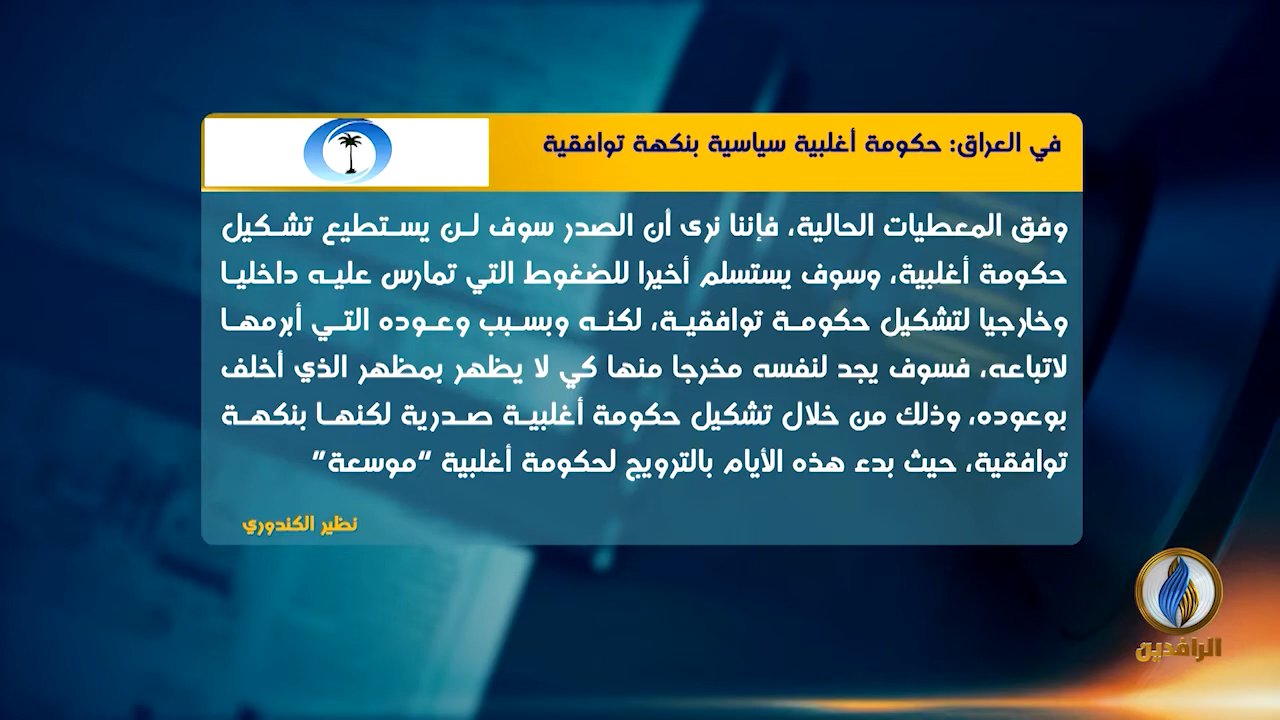 في العراق: حكومة أغلبية سياسية بنكهة توافقية
وفق المعطيات الحالية، فإننا نرى أن الصدر سوف لن يستطيع تشكيل
حكومة أغلبية، وسوف يستسلم أخيرا للضغوط التي تمارس عليه داخليا
وخارجيا لتشكيل حكومة توافقية، لكنه وبسبب وعوده التي أبرمها
لاتباعه، فسوف يجد لنفسه مخرجا منها كي لا يظهر بمظهر الذي أخلف
بوعوده، وذلك من خلال تشكيل حكومة أغلبية صدرية لكنها بنكهة
توافقية، حيث بدء هذه الأيام بالترويج لحكومة أغلبية “موسعة”
نظير الكندوري
الرافدين